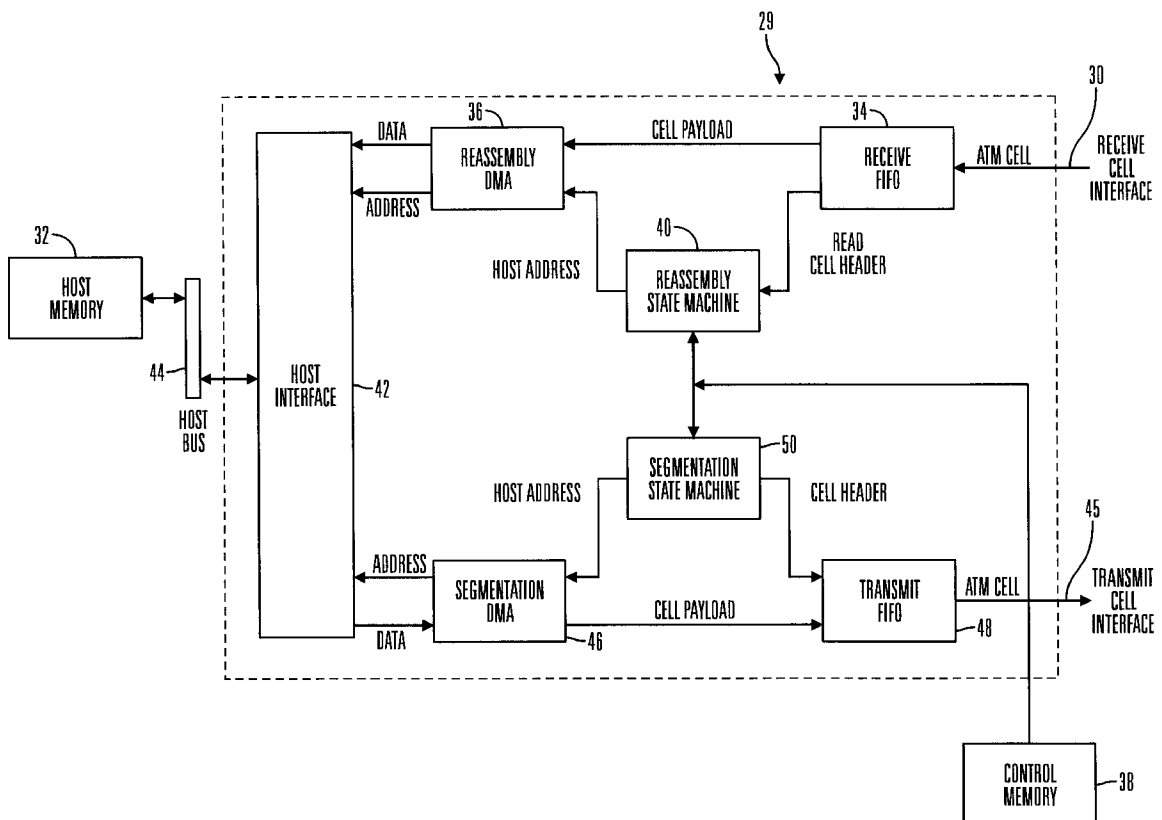 29
30
36
34
DATA
CELL PAYLOAD
ATM CELL
REASSEMBLY
DMA
RECEIVE
FIFO
RECEIVE
CELL
INTERFACE
ADDRESS
32
40
HOST ADDRESS
READ
CELL HEADER
HOST
MEMORY
REASSEMBLY
STATE MACHINE
44
HOST
INTERFACE
42
HOST
BUS
50
SEGMENTATION
STATE MACHINE
HOST ADDRESS
CELL HEADER
45
ADDRESS
SEGMENTATION
DMA
CELL PAYLOAD
TRANSMIT
FIFO
ATM CELL
TRANSMIT
CELL
INTERFACE
DATA
46
48
CONTROL
MEMORY
38